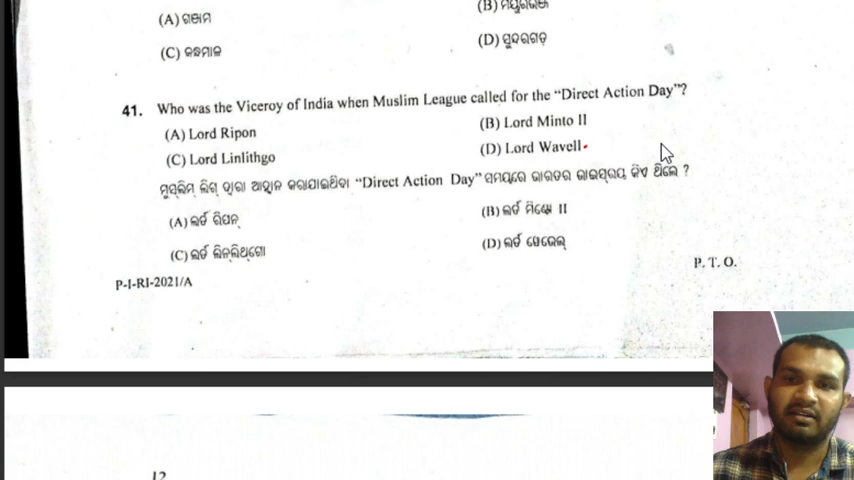 (A) ଗଞ୍ଜାମ
(B) ମୟୂରଭଞ୍ଜ
(C) କନ୍ଧମାଳ
(D) ସୁନ୍ଦରଗଡ଼
41. Who was the Viceroy of India when Muslim League called for the “Direct Action Day”?
(A) Lord Ripon
(B) Lord Minto II
(C) Lord Linlithgo
(D) Lord Wavell
ମୁସ୍‌ଲିମ୍ ଲିଗ୍ ଦ୍ୱାରା ଆହ୍ୱାନ କରାଯାଇଥିବା “Direct Action Day” ସମୟରେ ଭାରତର ଭାଇସ୍‌ରୟ୍ କିଏ ଥିଲେ ?
(A) ଲର୍ଡ ରିପନ୍
(B) ଲର୍ଡ ମିଣ୍ଟୋ II
(C) ଲର୍ଡ ଲିନ୍‌ଲିଥ୍‌ଗୋ
(D) ଲର୍ଡ ୱେଭେଲ୍
P. T. O.
P-I-RI-2021/A
12